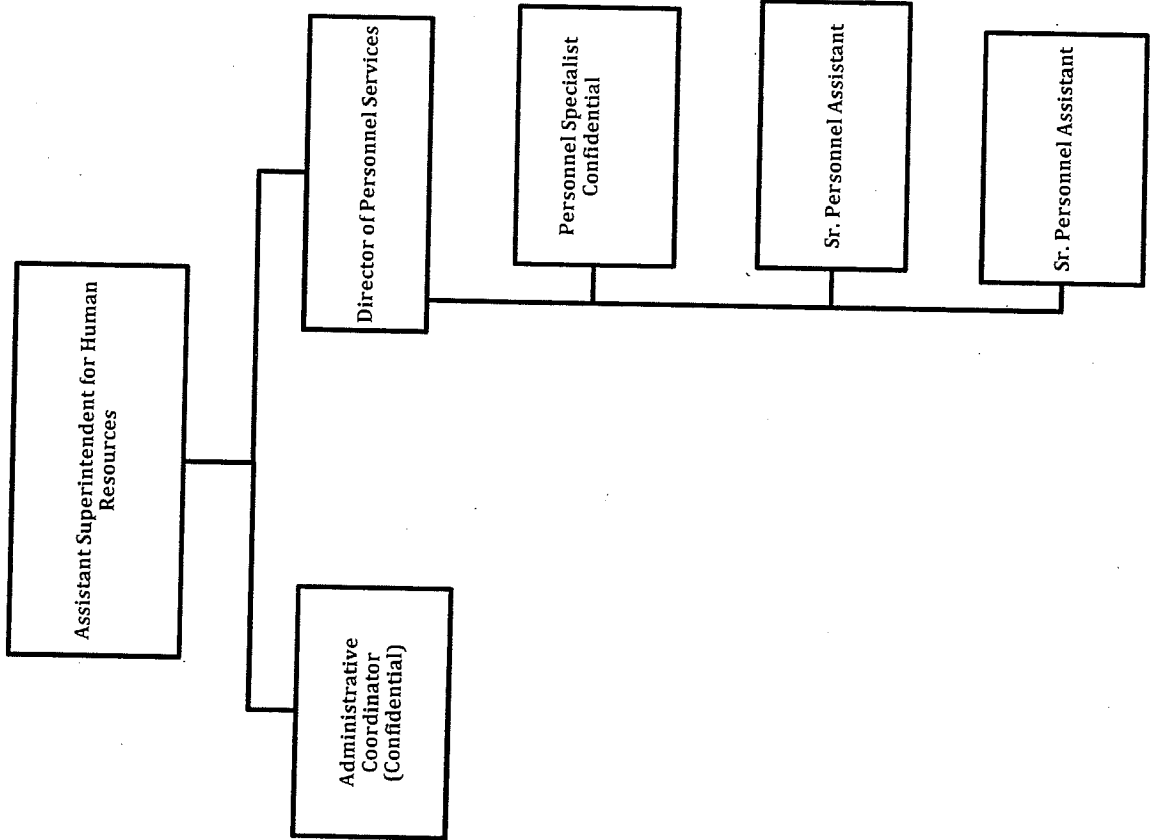 Assistant Superintendent for Human
Resources
Administrative
Coordinator
(Confidential)
Director of Personnel Services
Personnel Specialist
Confidential
Sr. Personnel Assistant
Sr. Personnel Assistant